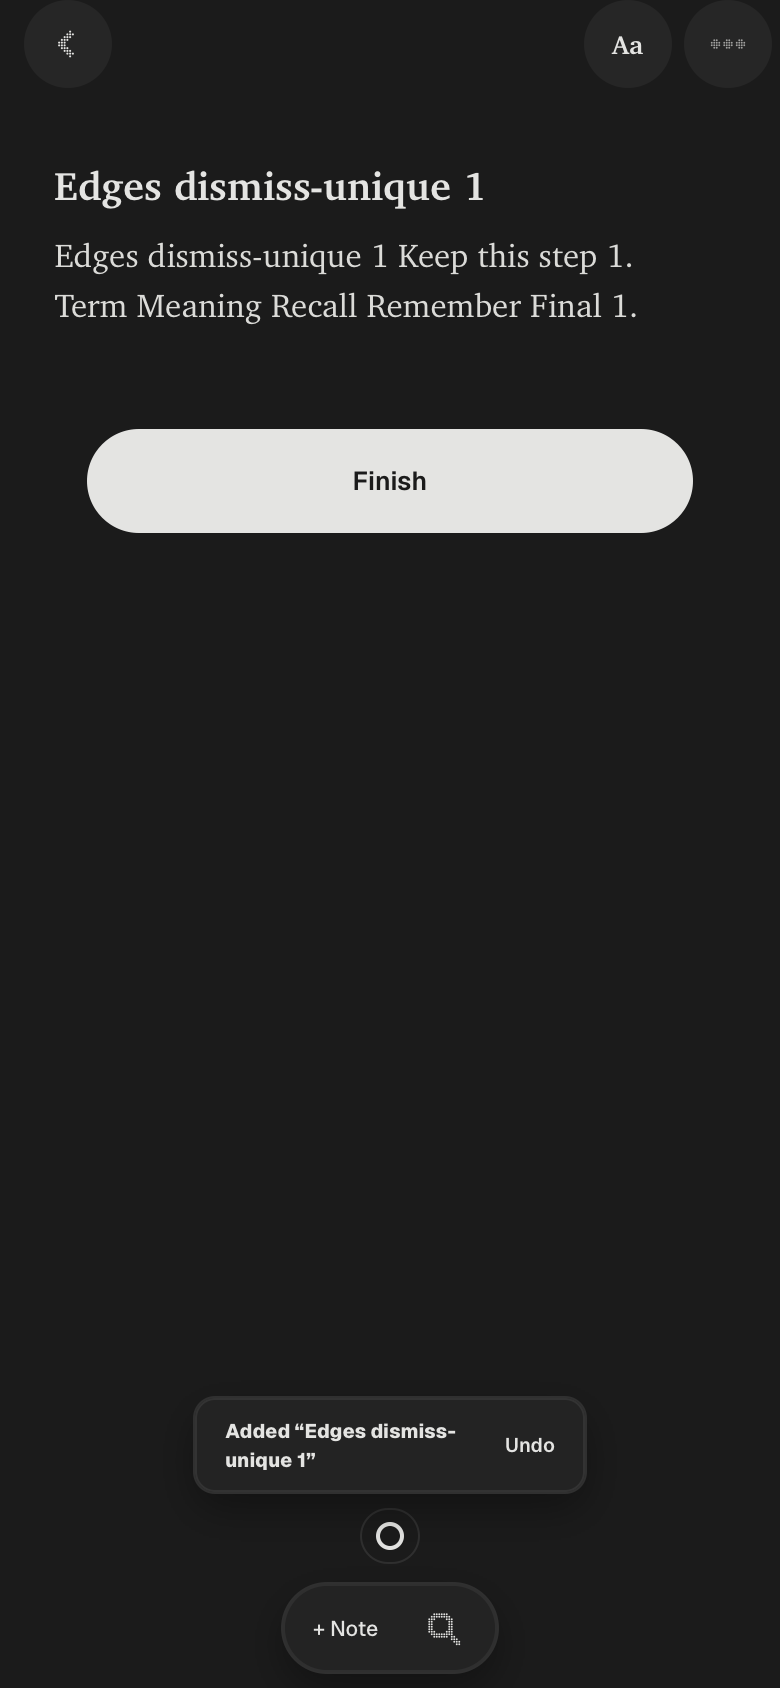 Aa
Edges dismiss-unique 1
Edges dismiss-unique 1 Keep this step 1.
Term Meaning Recall Remember Final 1.
Finish
Added “Edges dismiss-
unique 1”
Undo
+ Note